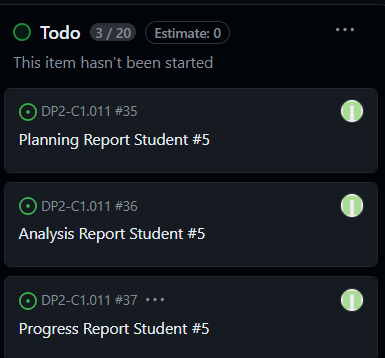 Todo 3 / 20 Estimate: 0
This item hasn't been started
DP2-C1.011 #35
Planning Report Student #5
DP2-C1.011 #36
Analysis Report Student #5
DP2-C1.011 #37
Progress Report Student #5